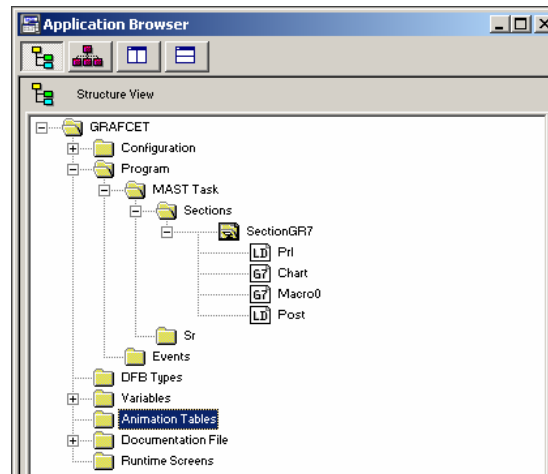 Application Browser
Structure View
GRAFCET
Configuration
Program
MAST Task
Sections
SectionGR7
LD Prl
G7 Chart
G7 Macro0
LD Post
Sr
Events
DFB Types
Variables
Animation Tables
Documentation File
Runtime Screens